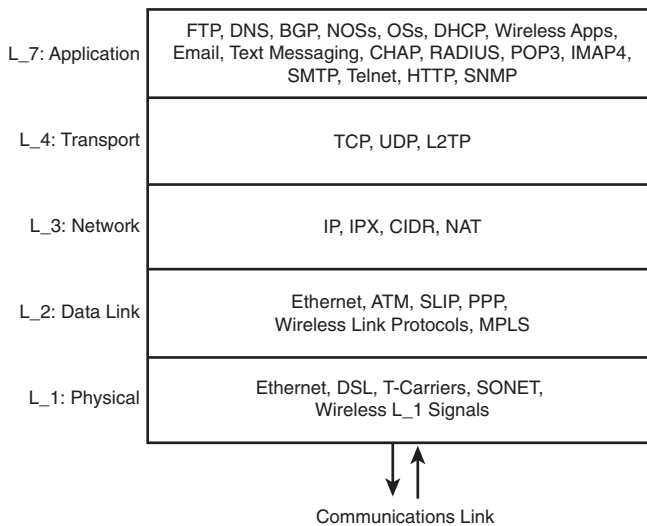 L_7: Application
FTP, DNS, BGP, NOSs, OSs, DHCP, Wireless Apps,
Email, Text Messaging, CHAP, RADIUS, POP3, IMAP4,
SMTP, Telnet, HTTP, SNMP
L_4: Transport
TCP, UDP, L2TP
L_3: Network
IP, IPX, CIDR, NAT
L_2: Data Link
Ethernet, ATM, SLIP, PPP,
Wireless Link Protocols, MPLS
L_1: Physical
Ethernet, DSL, T-Carriers, SONET,
Wireless L_1 Signals
Communications Link